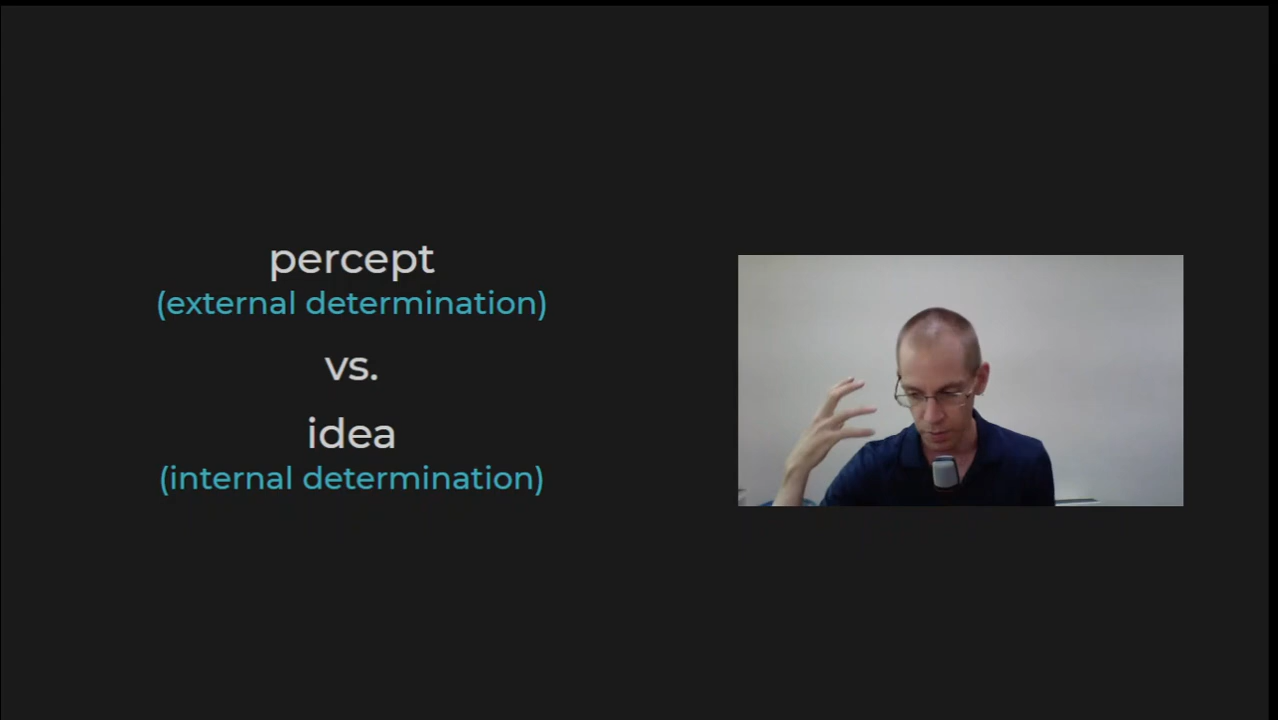 percept
(external determination)
vs.
idea
(internal determination)